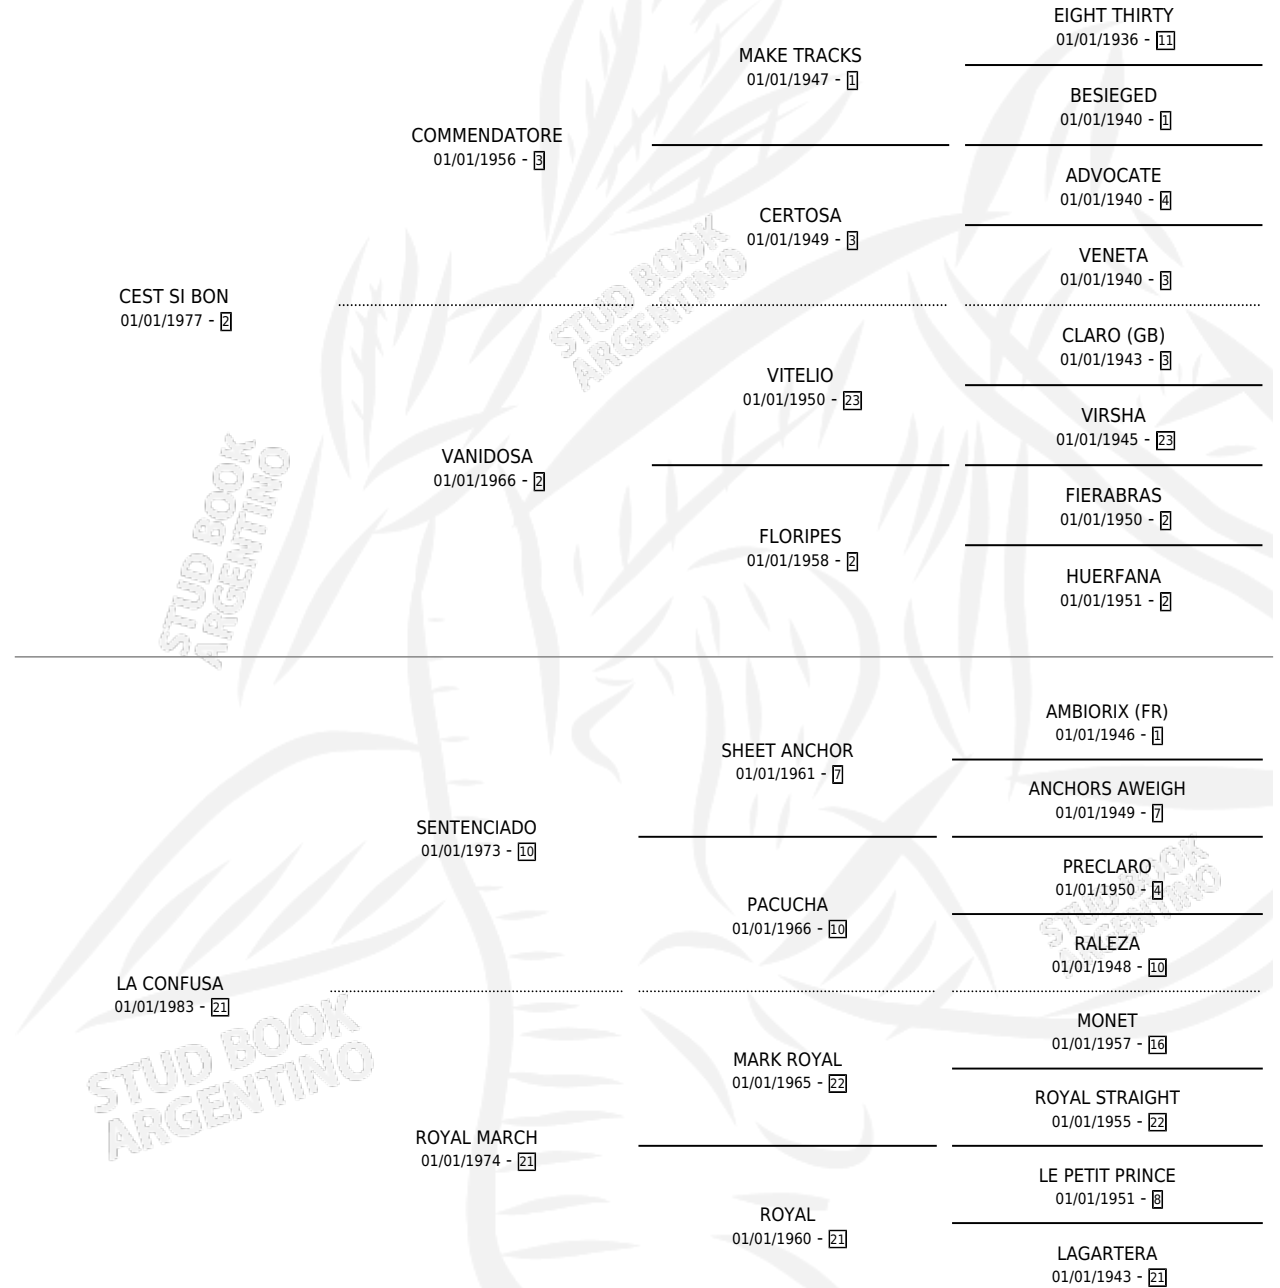 EIGHT THIRTY
01/01/1936 - 11
MAKE TRACKS
01/01/1947 - 1
BESIEGED
01/01/1940 - 1
COMMENDATORE
01/01/1956 - 3
ADVOCATE
01/01/1940 - 4
CERTOSA
01/01/1949 - 3
VENETA
01/01/1940 - 3
CEST SI BON
01/01/1977 - 2
CLARO (GB)
01/01/1943 - 3
VITELIO
01/01/1950 - 23
VIRSHA
01/01/1945 - 23
VANIDOSA
01/01/1966 - 2
FIERABRAS
01/01/1950 - 2
FLORIPES
01/01/1958 - 2
HUERFANA
01/01/1951 - 2
STUD BOOK
ARGENTINO
STUD BOOK
ARGENTINO
AMBIORIX (FR)
01/01/1946 - 1
SHEET ANCHOR
01/01/1961 - 7
ANCHORS AWEIGH
01/01/1949 - 7
SENTENCIADO
01/01/1973 - 10
PRECLARO
01/01/1950 - 4
PACUCHA
01/01/1966 - 10
RALEZA
01/01/1948 - 10
LA CONFUSA
01/01/1983 - 21
MONET
01/01/1957 - 16
MARK ROYAL
01/01/1965 - 22
ROYAL STRAIGHT
01/01/1955 - 22
ROYAL MARCH
01/01/1974 - 21
LE PETIT PRINCE
01/01/1951 - 8
ROYAL
01/01/1960 - 21
LAGARTERA
01/01/1943 - 21
STUD BOOK
ARGENTINO
STUD BOOK
ARGENTINO